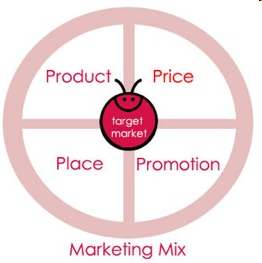 Product
Price
target
market
Place
Promotion
Marketing Mix